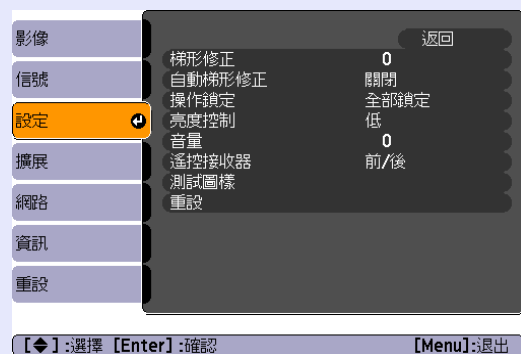 影像
信號
設定
擴展
網路
資訊
重設
返回
梯形修正 0
自動梯形修正 關閉
操作鎖定 全部鎖定
亮度控制 低
音量 0
遙控接收器 前/後
測試圖樣
重設
[◆]:選擇 [Enter]:確認 [Menu]:退出